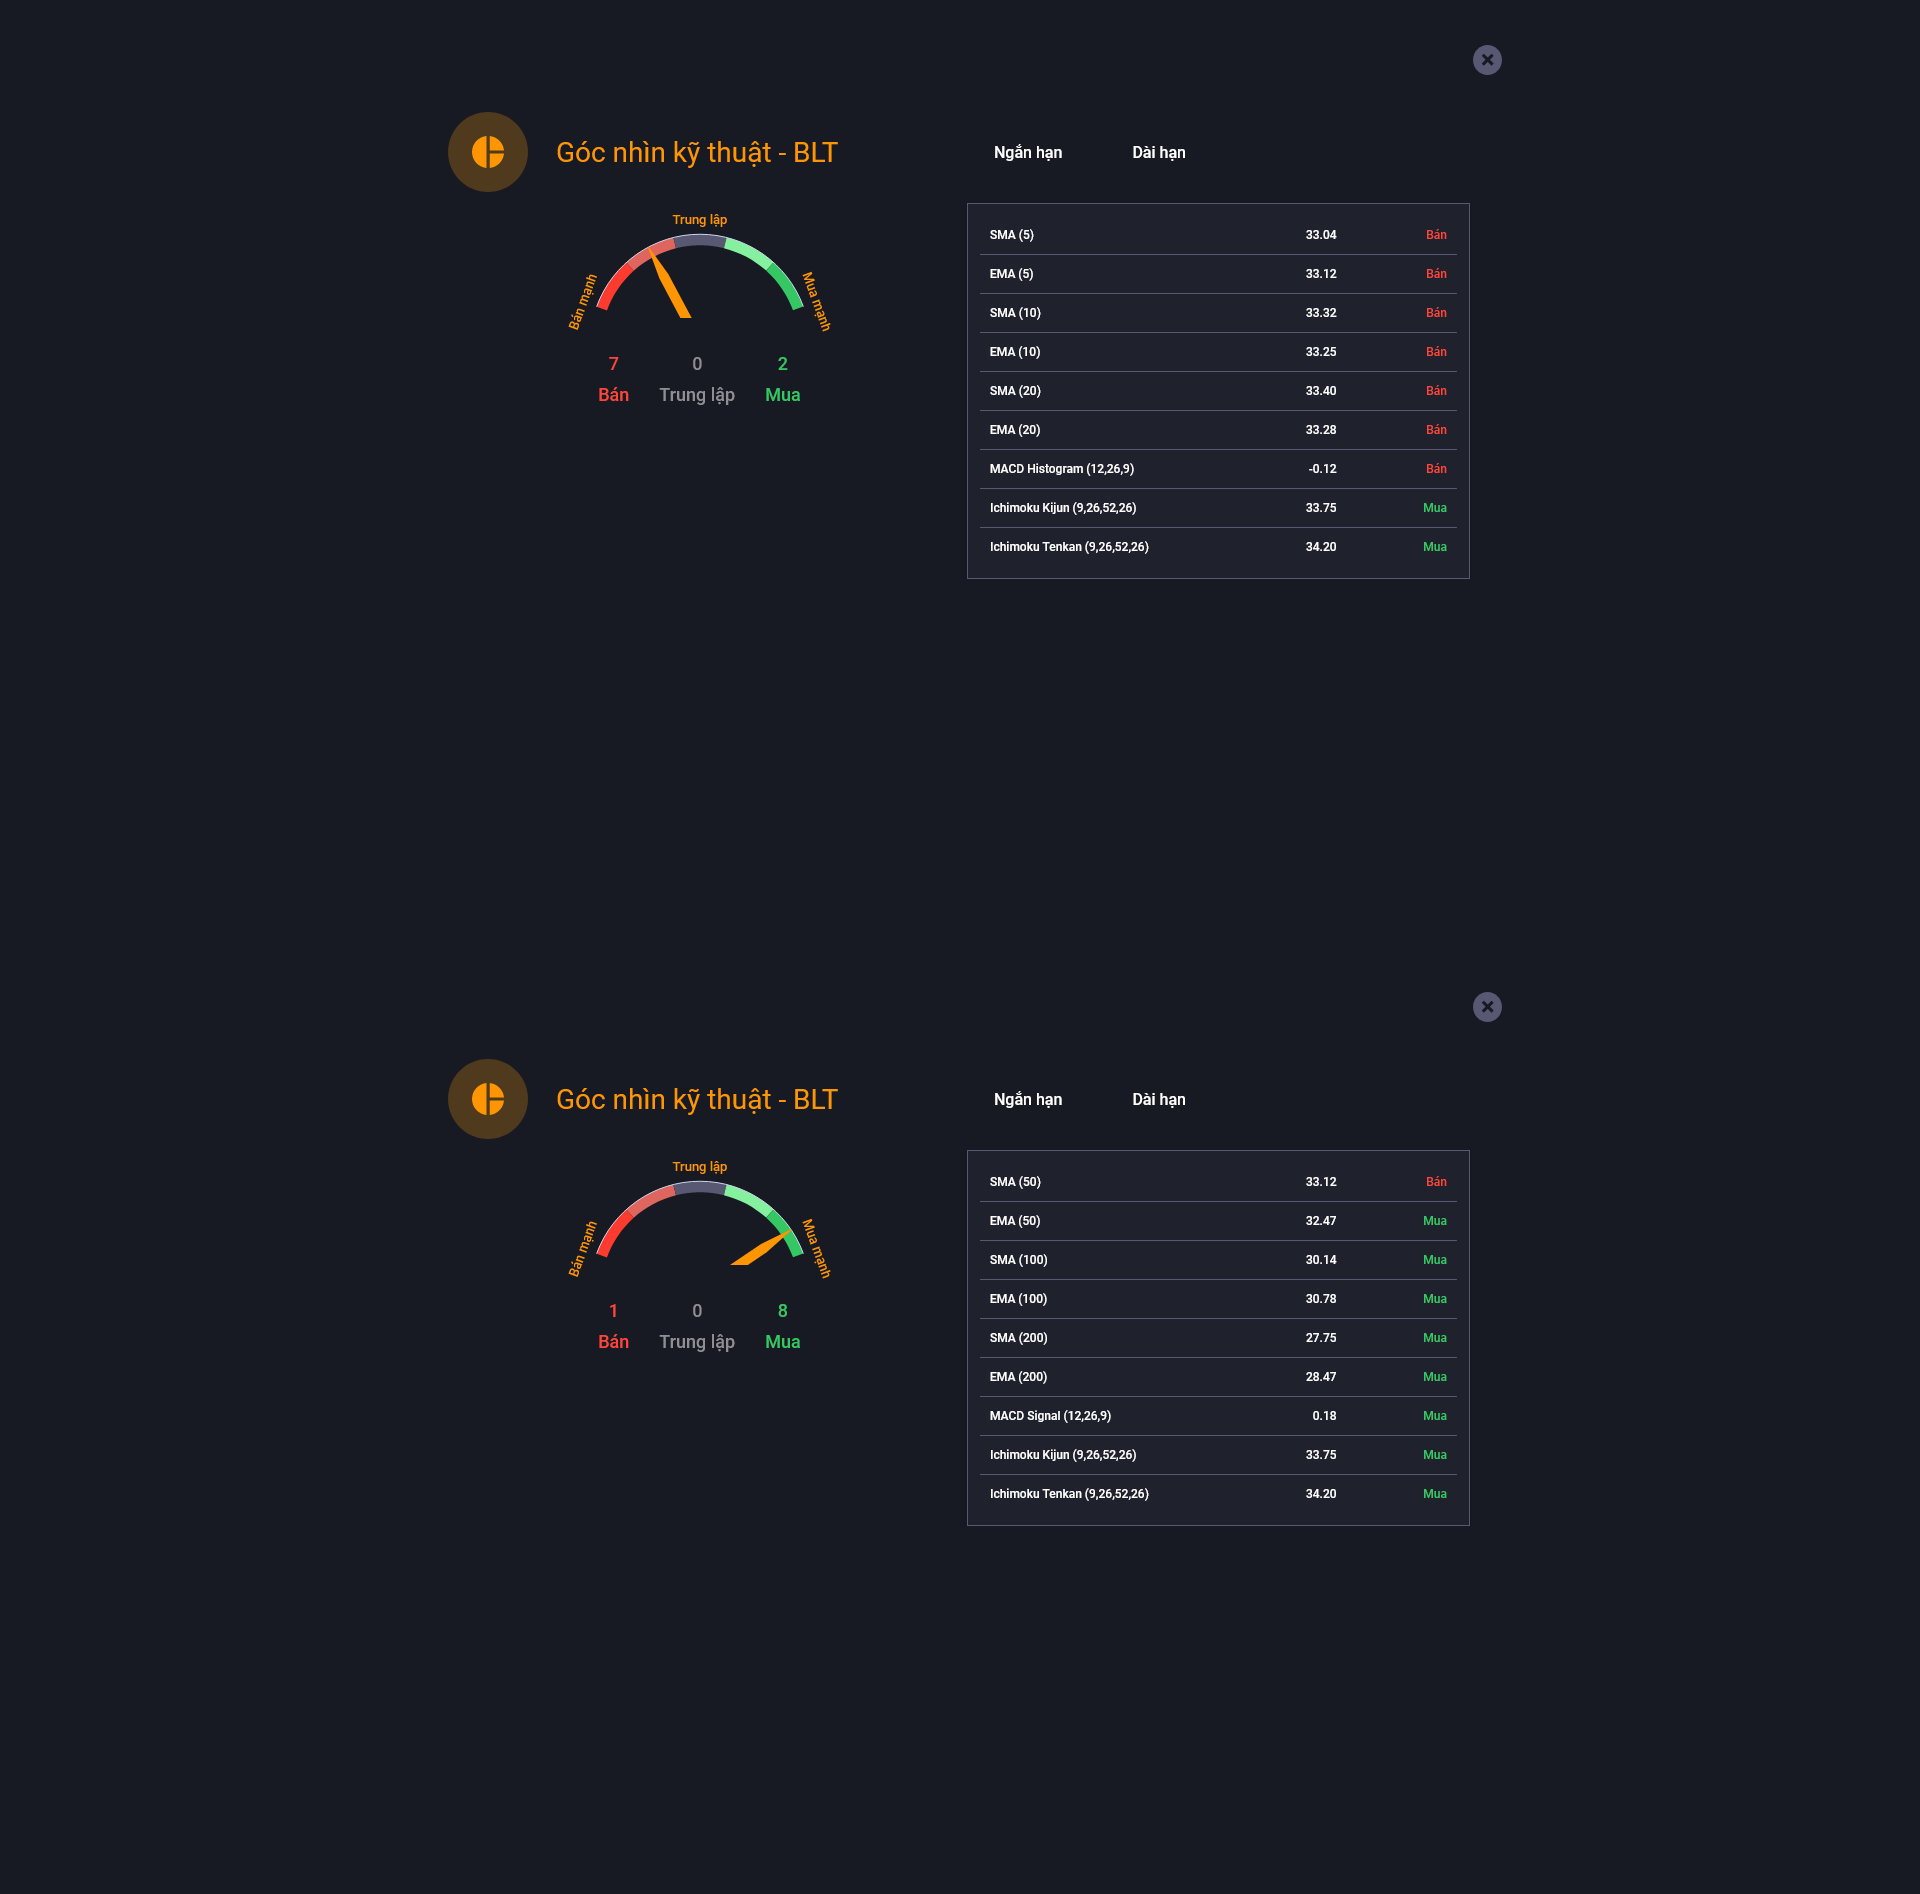 Góc nhìn kỹ thuật - BLT
Ngắn hạn Dài hạn
Trung lập
Bán mạnh
Mua mạnh
7 0 2
Bán Trung lập Mua
SMA (5) 33.04 Bán
EMA (5) 33.12 Bán
SMA (10) 33.32 Bán
EMA (10) 33.25 Bán
SMA (20) 33.40 Bán
EMA (20) 33.28 Bán
MACD Histogram (12,26,9) -0.12 Bán
Ichimoku Kijun (9,26,52,26) 33.75 Mua
Ichimoku Tenkan (9,26,52,26) 34.20 Mua
Góc nhìn kỹ thuật - BLT
Ngắn hạn Dài hạn
Trung lập
Bán mạnh
Mua mạnh
1 0 8
Bán Trung lập Mua
SMA (50) 33.12 Bán
EMA (50) 32.47 Mua
SMA (100) 30.14 Mua
EMA (100) 30.78 Mua
SMA (200) 27.75 Mua
EMA (200) 28.47 Mua
MACD Signal (12,26,9) 0.18 Mua
Ichimoku Kijun (9,26,52,26) 33.75 Mua
Ichimoku Tenkan (9,26,52,26) 34.20 Mua